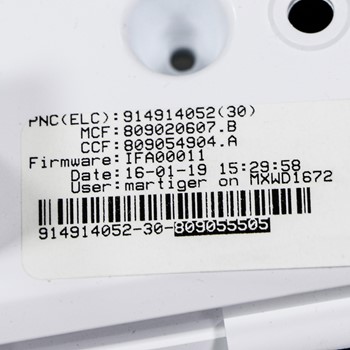 PNC(ELC):914914052(30)
MCF:809020607.B
CCF:809054904.A
Firmware:IFA00011
Date:16-01-19 15:29:58
User:martiger on MXWD1672
914914052-30-809055505